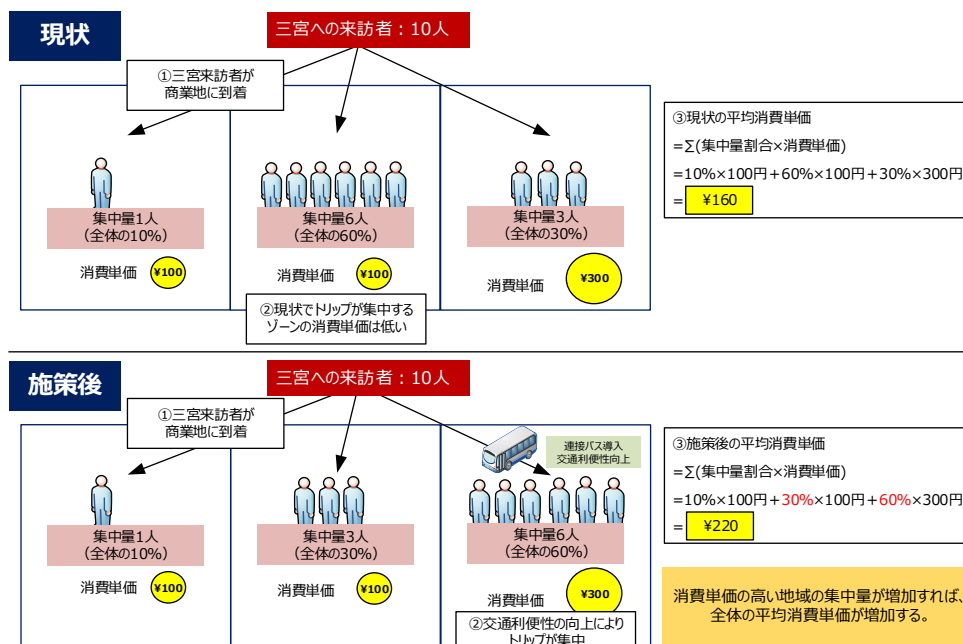 現状
三宮への来訪者：10人
①三宮来訪者が
商業地に到着
集中量1人
（全体の10%）
消費単価 ¥100
集中量6人
（全体の60%）
消費単価 ¥100
集中量3人
（全体の30%）
消費単価 ¥300
②現状でトリップが集中する
ゾーンの消費単価は低い
③現状の平均消費単価
=Σ(集中量割合×消費単価)
=10%×100円＋60%×100円＋30%×300円
= ¥160
施策後
三宮への来訪者：10人
①三宮来訪者が
商業地に到着
連接バス導入
交通利便性向上
集中量1人
（全体の10%）
消費単価 ¥100
集中量3人
（全体の30%）
消費単価 ¥100
集中量6人
（全体の60%）
消費単価 ¥300
②交通利便性の向上により
トリップが集中
③施策後の平均消費単価
=Σ(集中量割合×消費単価)
=10%×100円＋30%×100円＋60%×300円
= ¥220
消費単価の高い地域の集中量が増加すれば、
全体の平均消費単価が増加する。